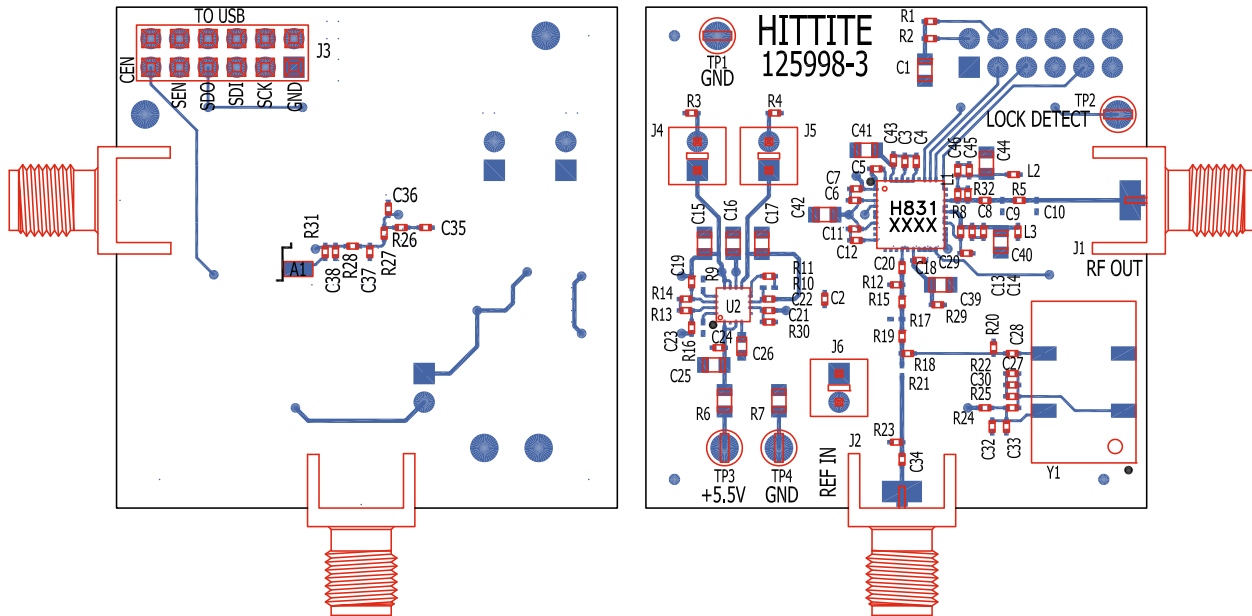 TO USB
J3
CEN
SEN
SDO
SDI
SCK
GND
C36
R31
R26
C35
A1
C38
R28
C37
R27
HITTITE
125998-3
TP1
GND
R1
R2
C1
R3
R4
J4
J5
C41
C43
C3
C4
TP2
LOCK DETECT
C46
C45
C44
L1
L2
C5
C7
C6
C42
H831
XXXX
R32
R5
R8
C8
C9
C10
L3
J1
RF OUT
C15
C16
C17
C11
C12
C20
C18
C29
C40
C13
C14
C19
R9
R11
R10
R14
R13
U2
C22
C21
R30
C2
R12
R15
C39
R29
C23
R16
C24
C26
C25
R17
R19
R20
C28
J6
R18
R21
R22
C27
C30
R25
R24
C32
C33
R6
R7
R23
J2
C34
REF IN
TP3
+5.5V
TP4
GND
Y1